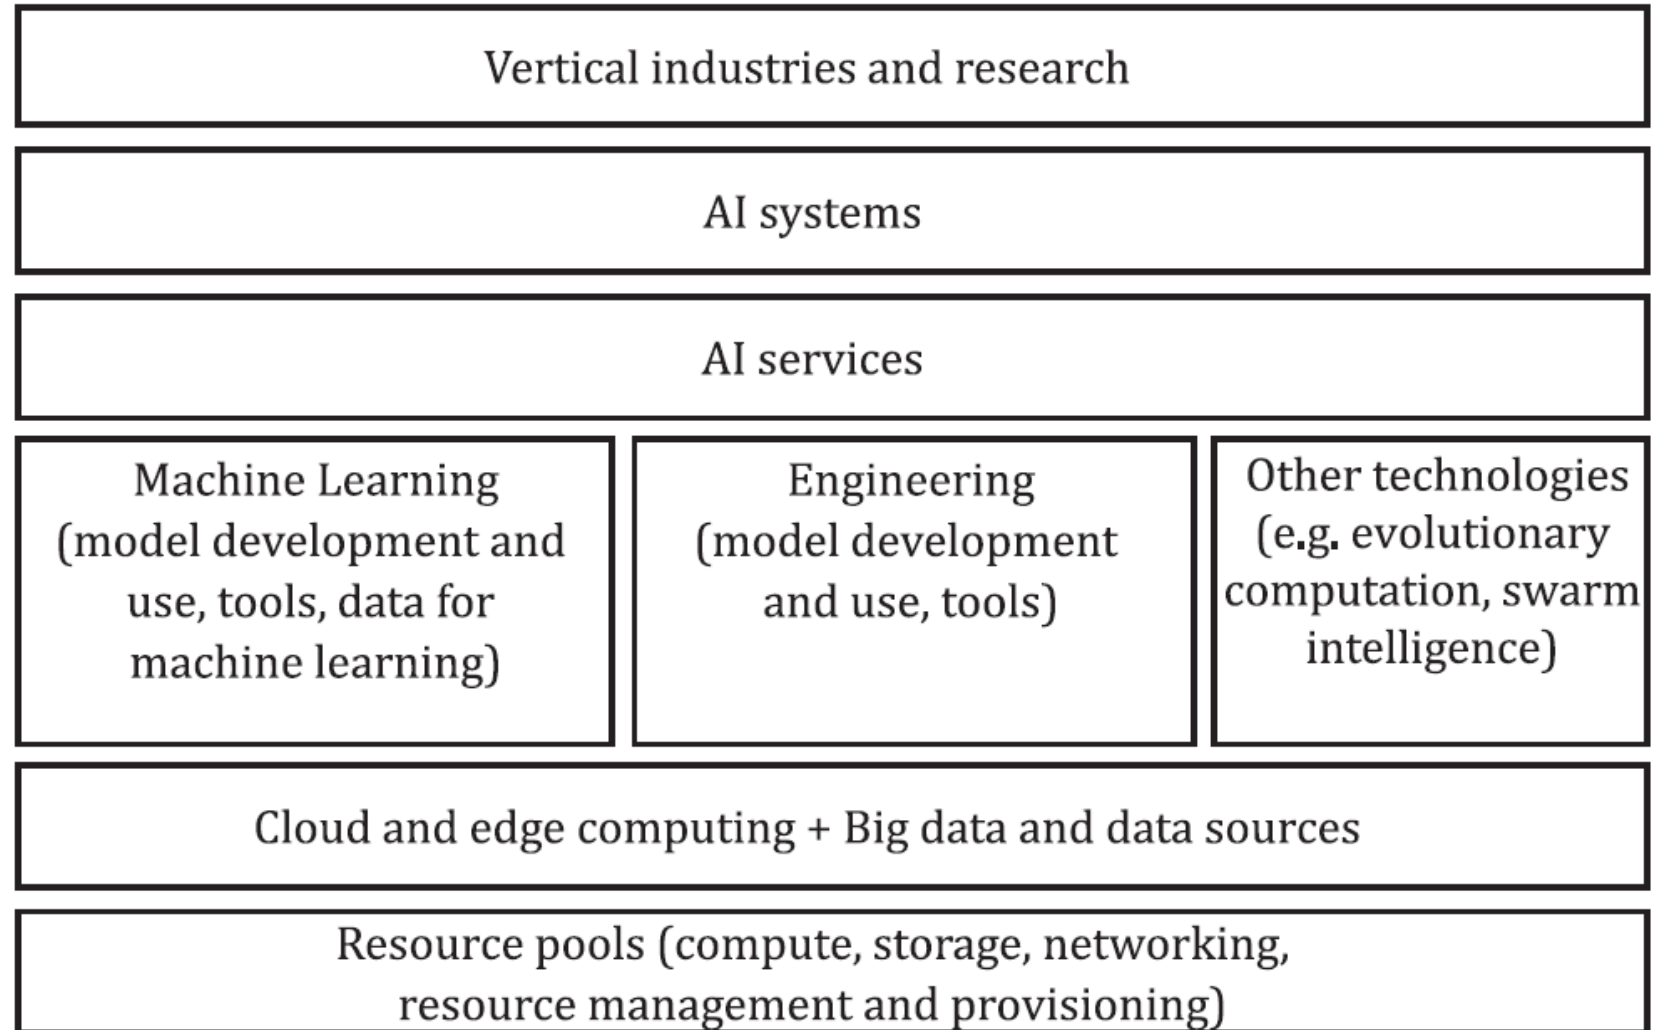 Vertical industries and research
AI systems
AI services
Machine Learning
(model development and
use, tools, data for
machine learning)
Engineering
(model development
and use, tools)
Other technologies
(e.g. evolutionary
computation, swarm
intelligence)
Cloud and edge computing + Big data and data sources
Resource pools (compute, storage, networking,
resource management and provisioning)